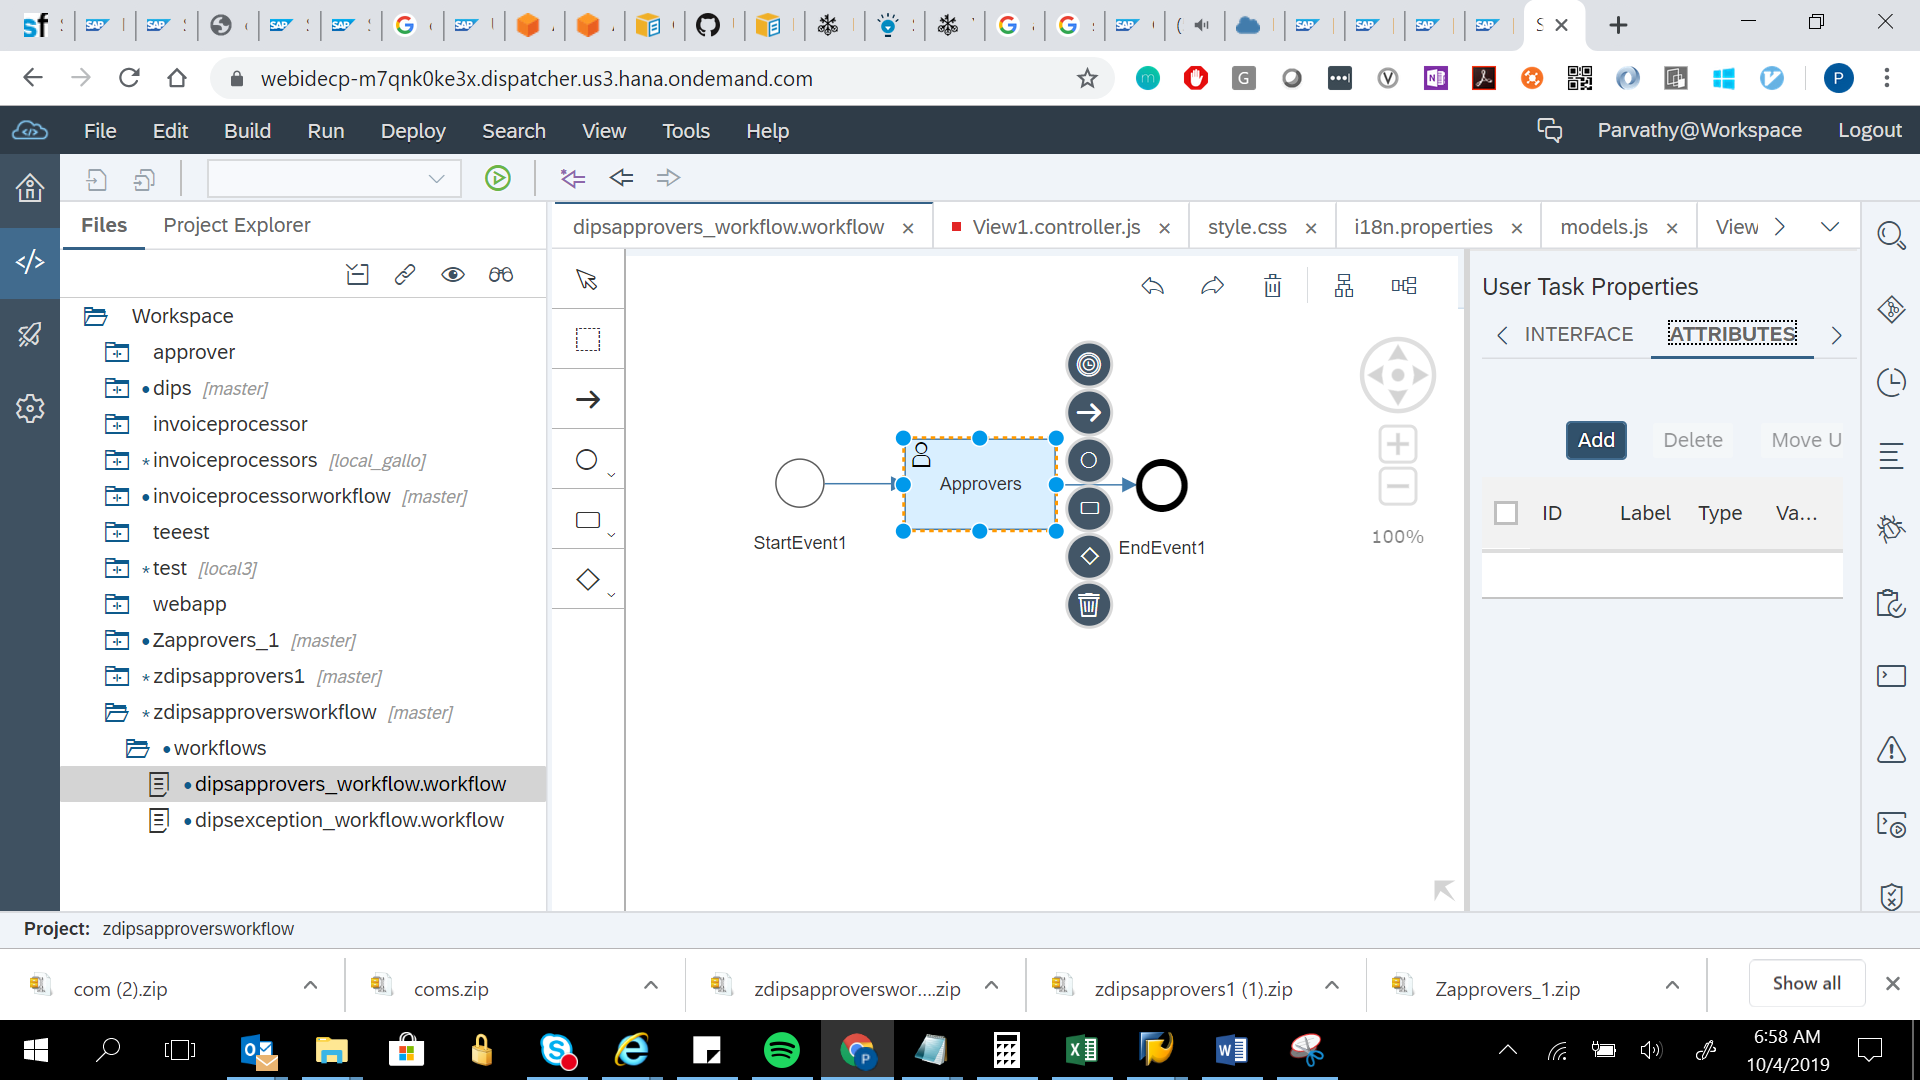 webidecp-m7qnk0ke3x.dispatcher.us3.hana.ondemand.com
File Edit Build Run Deploy Search View Tools Help
Parvathy@Workspace Logout
Files Project Explorer
dipsapprovers_workflow.workflow View1.controller.js style.css i18n.properties models.js View
Workspace
approver
dips [master]
invoiceprocessor
*invoiceprocessors [local_gallo]
invoiceprocessorworkflow [master]
teeest
*test [local3]
webapp
Zapprovers_1 [master]
*zdipsapprovers1 [master]
*zdipsapproversworkflow [master]
workflows
dipsapprovers_workflow.workflow
dipsexception_workflow.workflow
StartEvent1
Approvers
EndEvent1
100%
User Task Properties
INTERFACE ATTRIBUTES
Add Delete Move U
ID Label Type Va...
Project: zdipsapproversworkflow
com (2).zip
coms.zip
zdipsapproverswor....zip
zdipsapprovers1 (1).zip
Zapprovers_1.zip
Show all
6:58 AM
10/4/2019